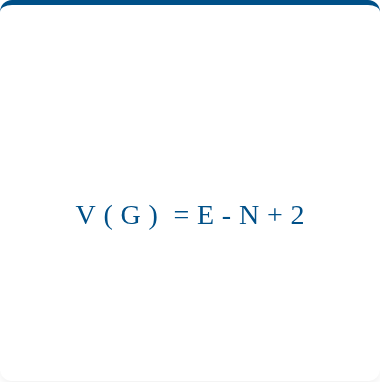 V ( G )  = E - N + 2